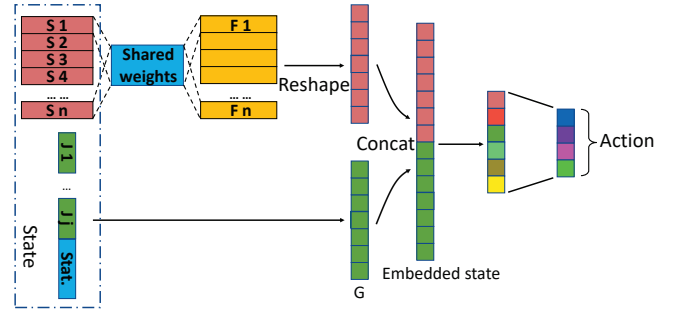 S 1
S 2
S 3
S 4
... ...
S n
Shared
weights
F 1
... ...
F n
Reshape
Concat
Action
J 1
...
J j
Stat.
State
G
Embedded state